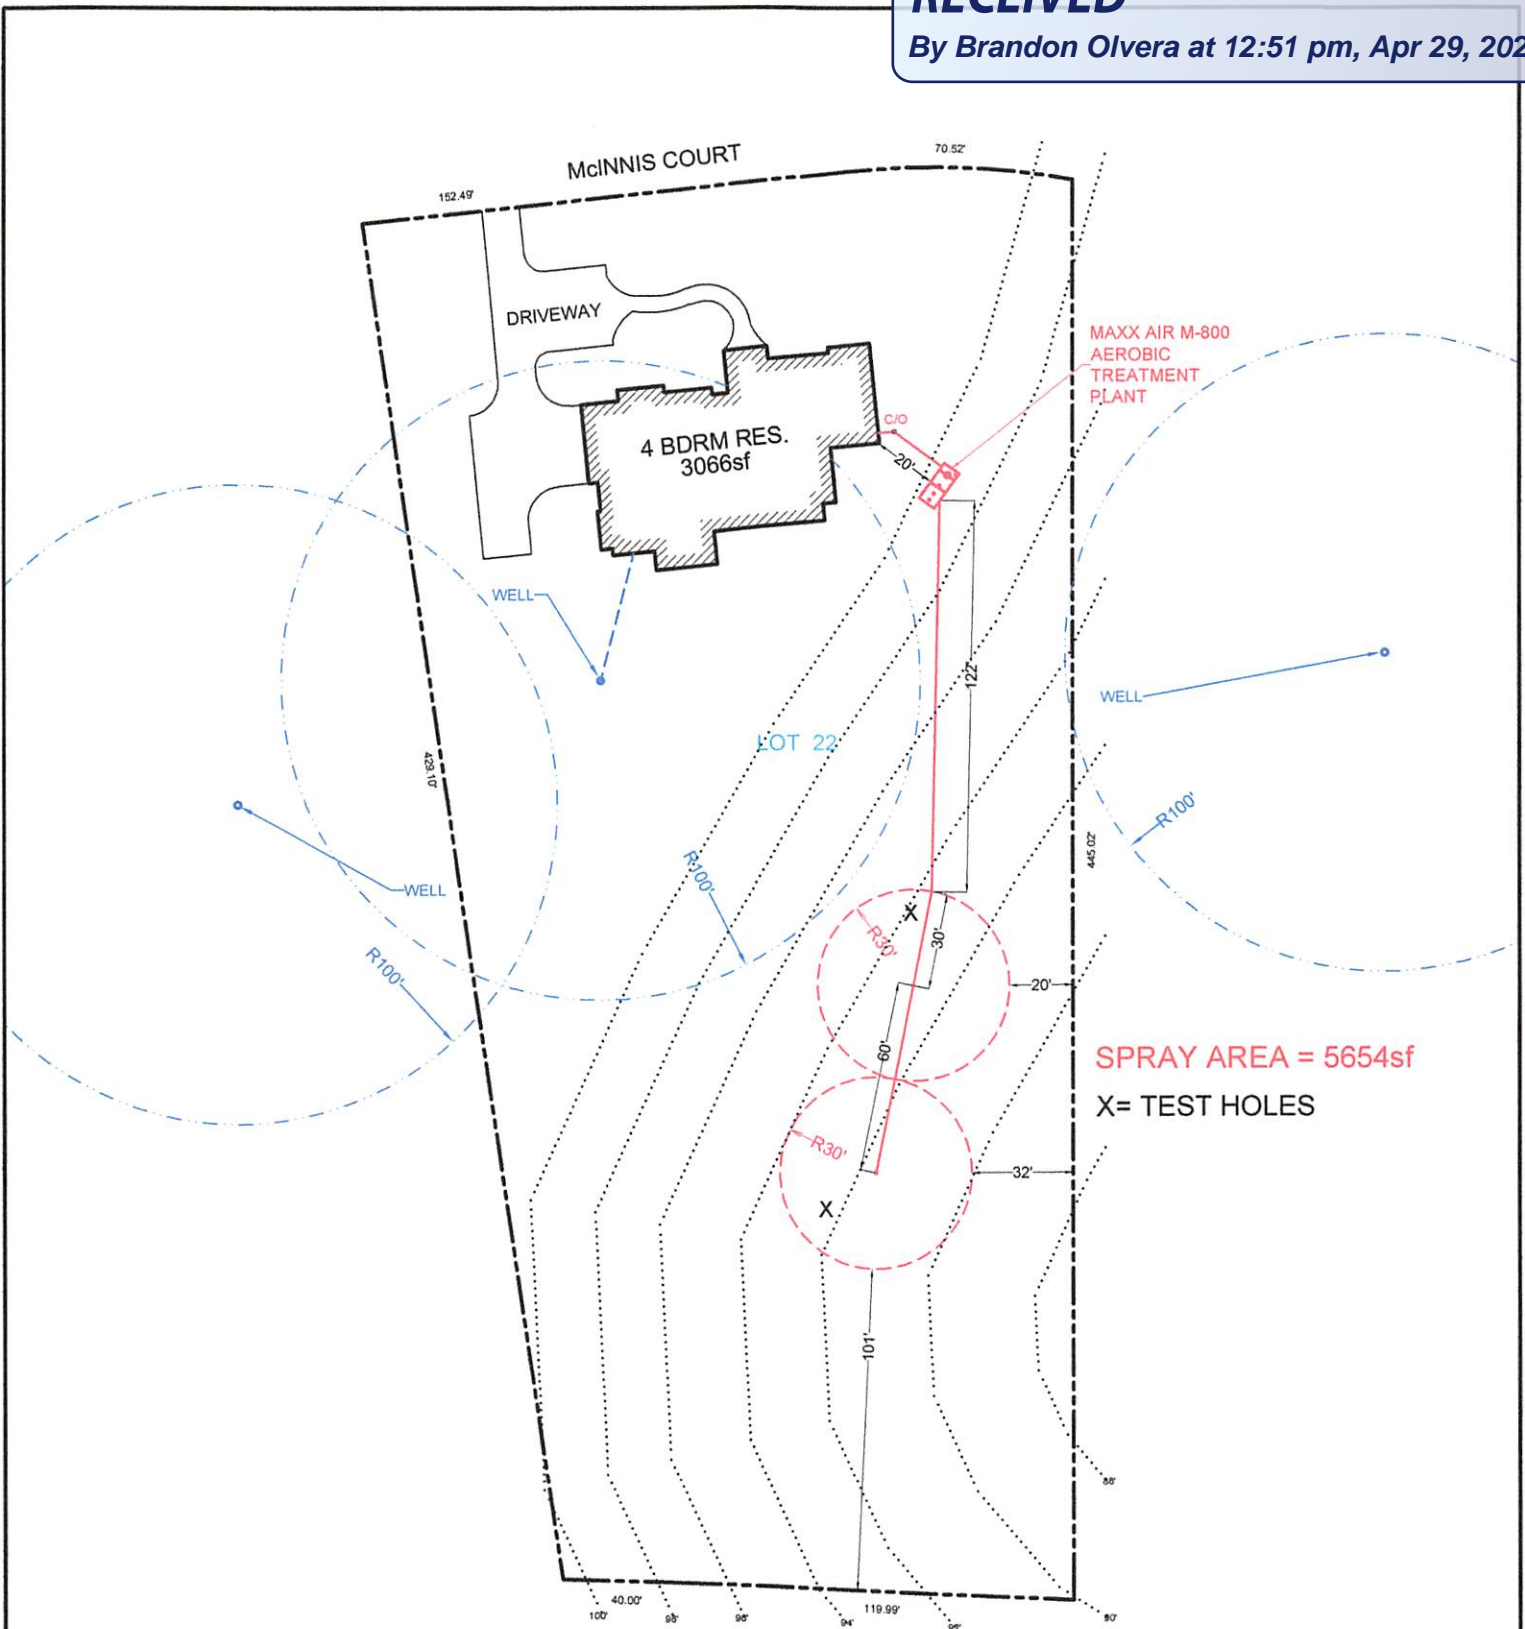 RECEIVED
By Brandon Olvera at 12:51 pm, Apr 29, 202
McINNIS COURT
70.52'
152.49'
DRIVEWAY
MAXX AIR M-800
AEROBIC
TREATMENT
PLANT
C/O
4 BDRM RES.
3066sf
20'
WELL
122'
WELL
LOT 22
429.10'
R100'
445.02'
R100'
WELL
X
R30'
30'
R100'
20'
60'
SPRAY AREA = 5654sf
X= TEST HOLES
R30'
32'
X
101'
88'
40.00'
119.99'
100'
98'
94'
90'